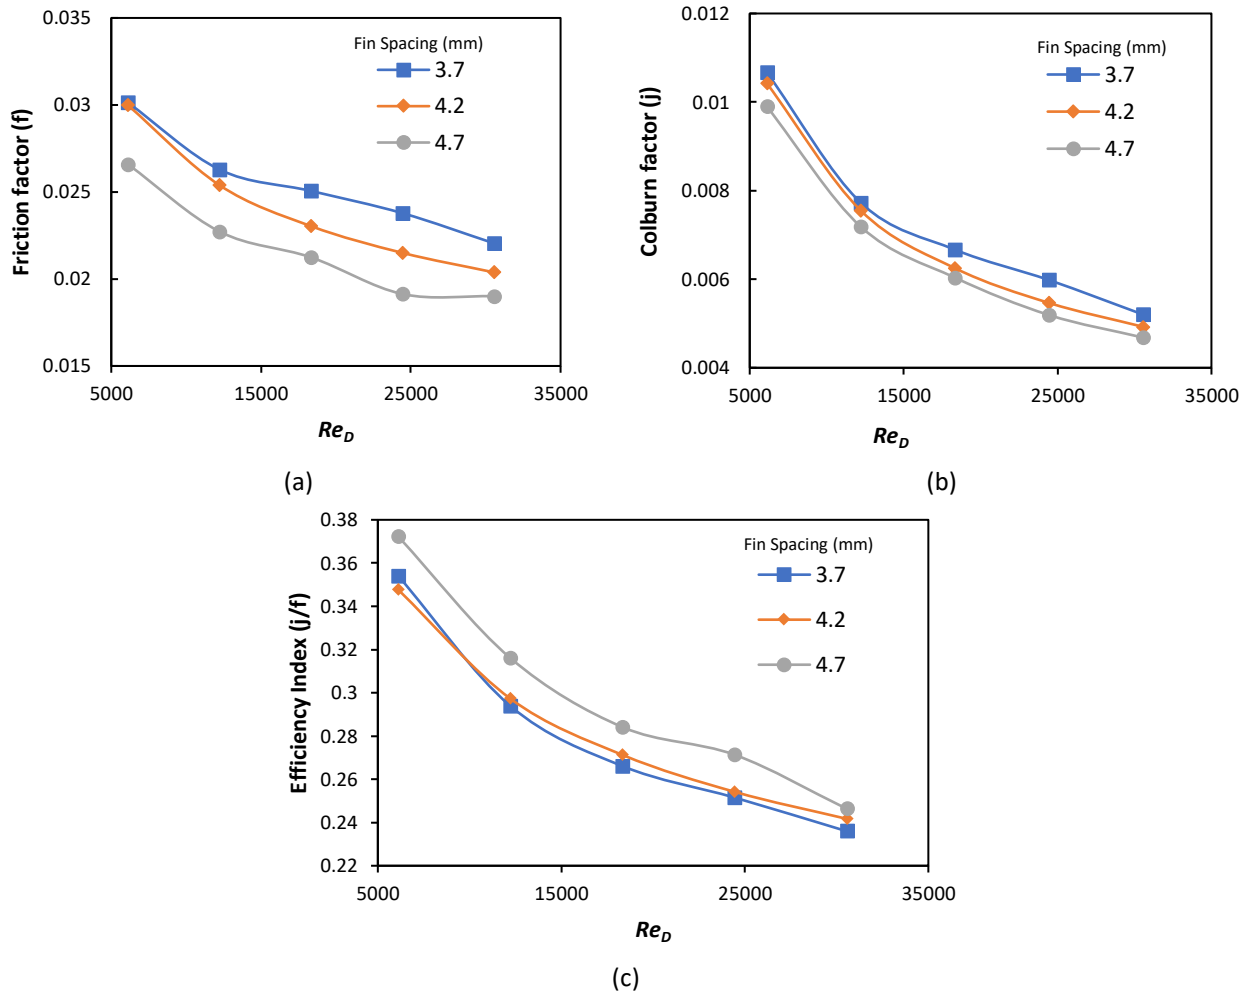 0.035
0.03
0.025
0.02
0.015
Friction factor (f)
Fin Spacing (mm)
3.7
4.2
4.7
5000 15000 25000 35000
Re_D
(a)
0.012
0.01
0.008
0.006
0.004
Colburn factor (j)
Fin Spacing (mm)
3.7
4.2
4.7
5000 15000 25000 35000
Re_D
(b)
0.38
0.36
0.34
0.32
0.3
0.28
0.26
0.24
0.22
Efficiency Index (j/f)
Fin Spacing (mm)
3.7
4.2
4.7
5000 15000 25000 35000
Re_D
(c)